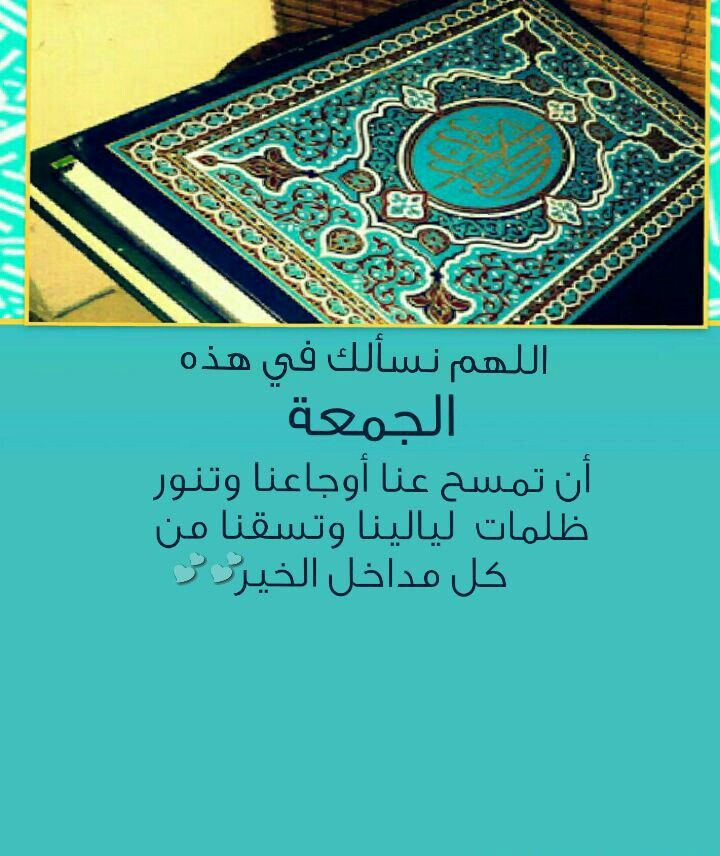 اللهم نسألك في هذه
الجمعة
أن تمسح عنا أوجاعنا وتنور
ظلمات ليالينا وتسقنا من
كل مداخل الخير💕💕